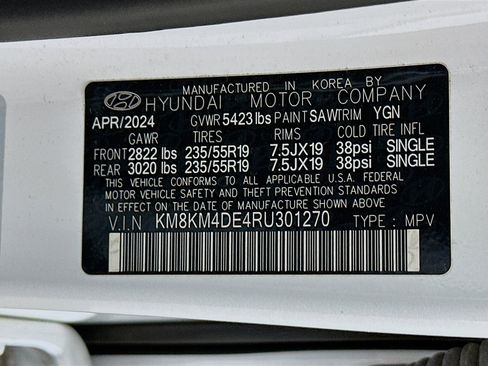 MANUFACTURED IN KOREA BY
HYUNDAI MOTOR COMPANY
APR/2024 GVWR 5423 lbs PAINT SAW TRIM YGN
GAWR TIRES RIMS COLD TIRE INFL
FRONT 2822 lbs 235/55R19 7.5JX19 38psi SINGLE
REAR 3020 lbs 235/55R19 7.5JX19 38psi SINGLE
THIS VEHICLE CONFORMS TO ALL APPLICABLE U.S.A. FEDERAL
MOTOR VEHICLE SAFETY AND THEFT PREVENTION STANDARDS
IN EFFECT ON THE DATE OF MANUFACTURE SHOWN ABOVE
V.I.N KM8KM4DE4RU301270 TYPE : MPV